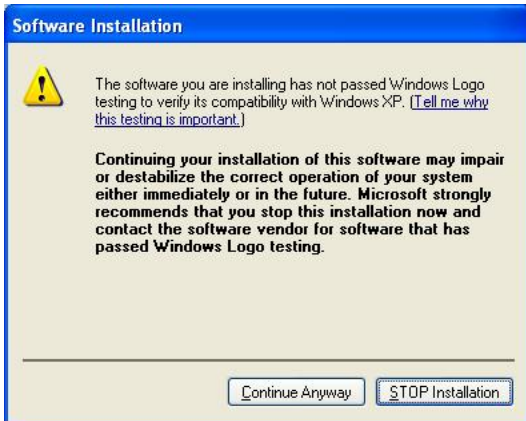 Software Installation
The software you are installing has not passed Windows Logo
testing to verify its compatibility with Windows XP. (Tell me why
this testing is important.)
Continuing your installation of this software may impair
or destabilize the correct operation of your system
either immediately or in the future. Microsoft strongly
recommends that you stop this installation now and
contact the software vendor for software that has
passed Windows Logo testing.
Continue Anyway STOP Installation